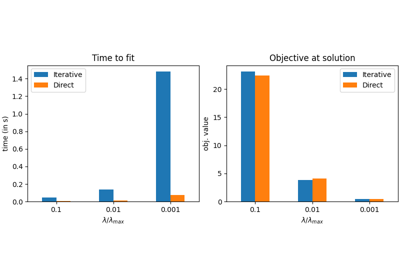 Time to fit
Iterative
Direct
time (in s)
1.4
1.2
1.0
0.8
0.6
0.4
0.2
0.0
0.1
0.01
0.001
λ/λmax
Objective at solution
Iterative
Direct
obj. value
20
15
10
5
0
0.1
0.01
0.001
λ/λmax